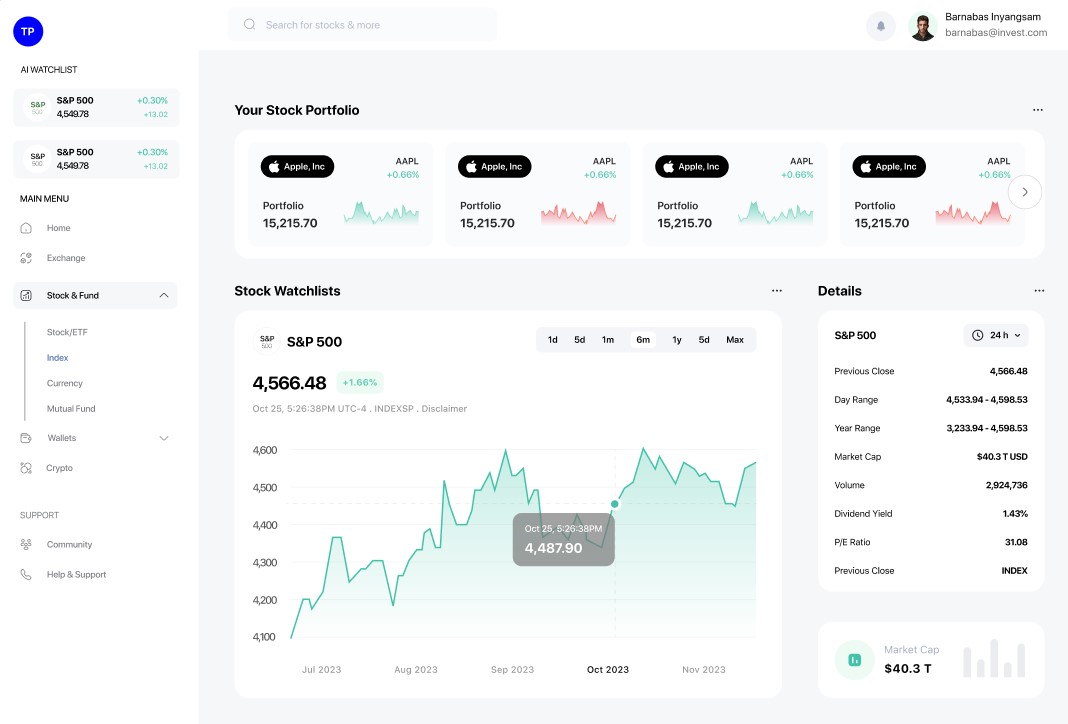 TP
Search for stocks & more
Barnabas Inyangsam
barnabas@invest.com
AI WATCHLIST
S&P
500
S&P 500
+0.30%
4,549.78
+13.02
S&P
500
S&P 500
+0.30%
4,549.78
+13.02
MAIN MENU
Home
Exchange
Stock & Fund
Stock/ETF
Index
Currency
Mutual Fund
Wallets
Crypto
SUPPORT
Community
Help & Support
Your Stock Portfolio
Apple, Inc
AAPL
+0.66%
Portfolio
15,215.70
Apple, Inc
AAPL
+0.66%
Portfolio
15,215.70
Apple, Inc
AAPL
+0.66%
Portfolio
15,215.70
Apple, Inc
AAPL
+0.66%
Portfolio
15,215.70
Stock Watchlists
S&P
500
S&P 500
1d 5d 1m 6m 1y 5d Max
4,566.48 +1.66%
Oct 25, 5:26:38PM UTC-4 . INDEXSP . Disclaimer
4,600
4,500
4,400
4,300
4,200
4,100
Oct 25, 5:26:38PM
4,487.90
Jul 2023 Aug 2023 Sep 2023 Oct 2023 Nov 2023
Details
S&P 500 24 h
Previous Close 4,566.48
Day Range 4,533.94 - 4,598.53
Year Range 3,233.94 - 4,598.53
Market Cap $40.3 T USD
Volume 2,924,736
Dividend Yield 1.43%
P/E Ratio 31.08
Previous Close INDEX
Market Cap
$40.3 T